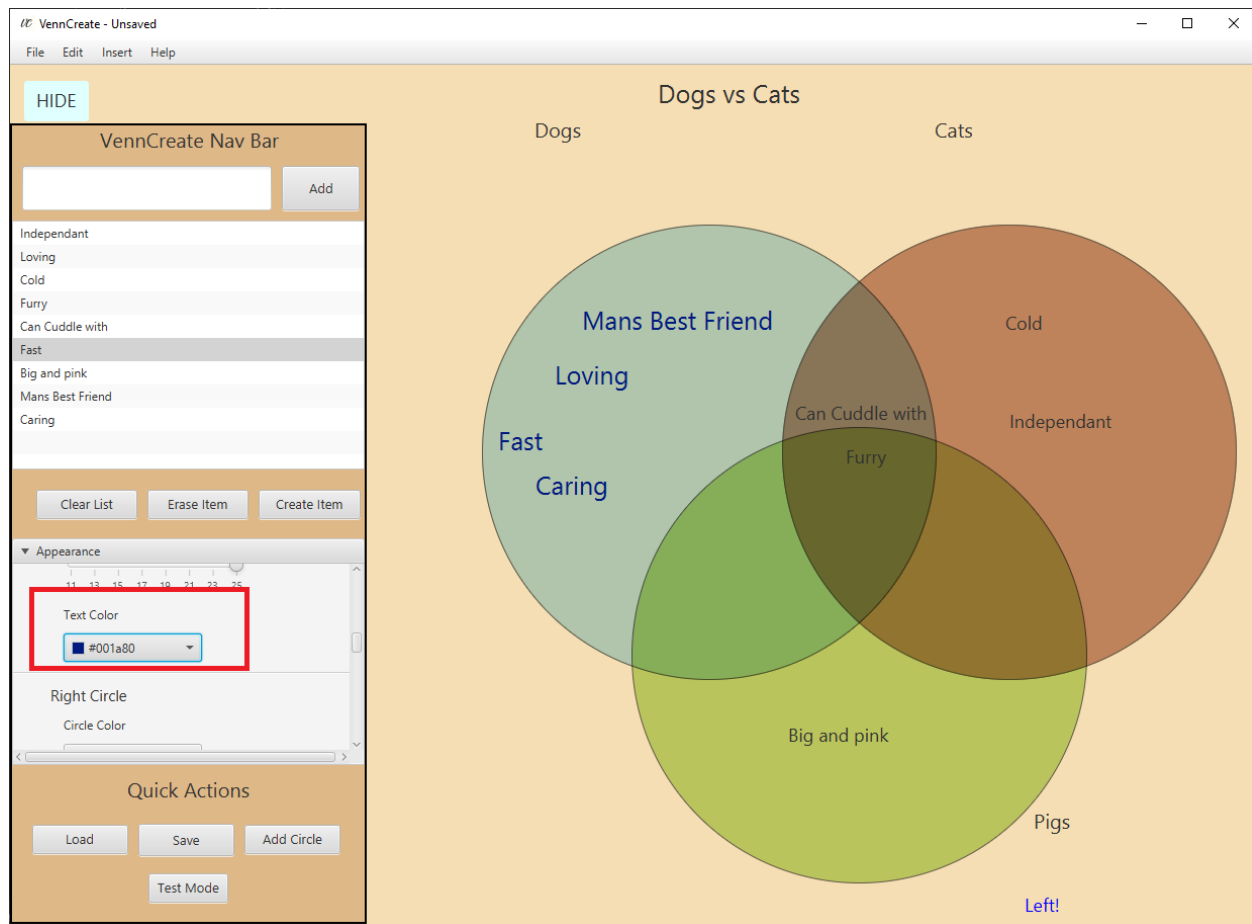 VennCreate - Unsaved
File Edit Insert Help
HIDE
VennCreate Nav Bar
Add
Independant
Loving
Cold
Furry
Can Cuddle with
Fast
Big and pink
Mans Best Friend
Caring
Clear List Erase Item Create Item
Appearance
11 13 15 17 19 21 23 25
Text Color
#001a80
Right Circle
Circle Color
Quick Actions
Load Save Add Circle
Test Mode
Dogs vs Cats
Dogs Cats
Mans Best Friend
Cold
Loving
Can Cuddle with
Independant
Fast
Furry
Caring
Big and pink
Pigs
Left!